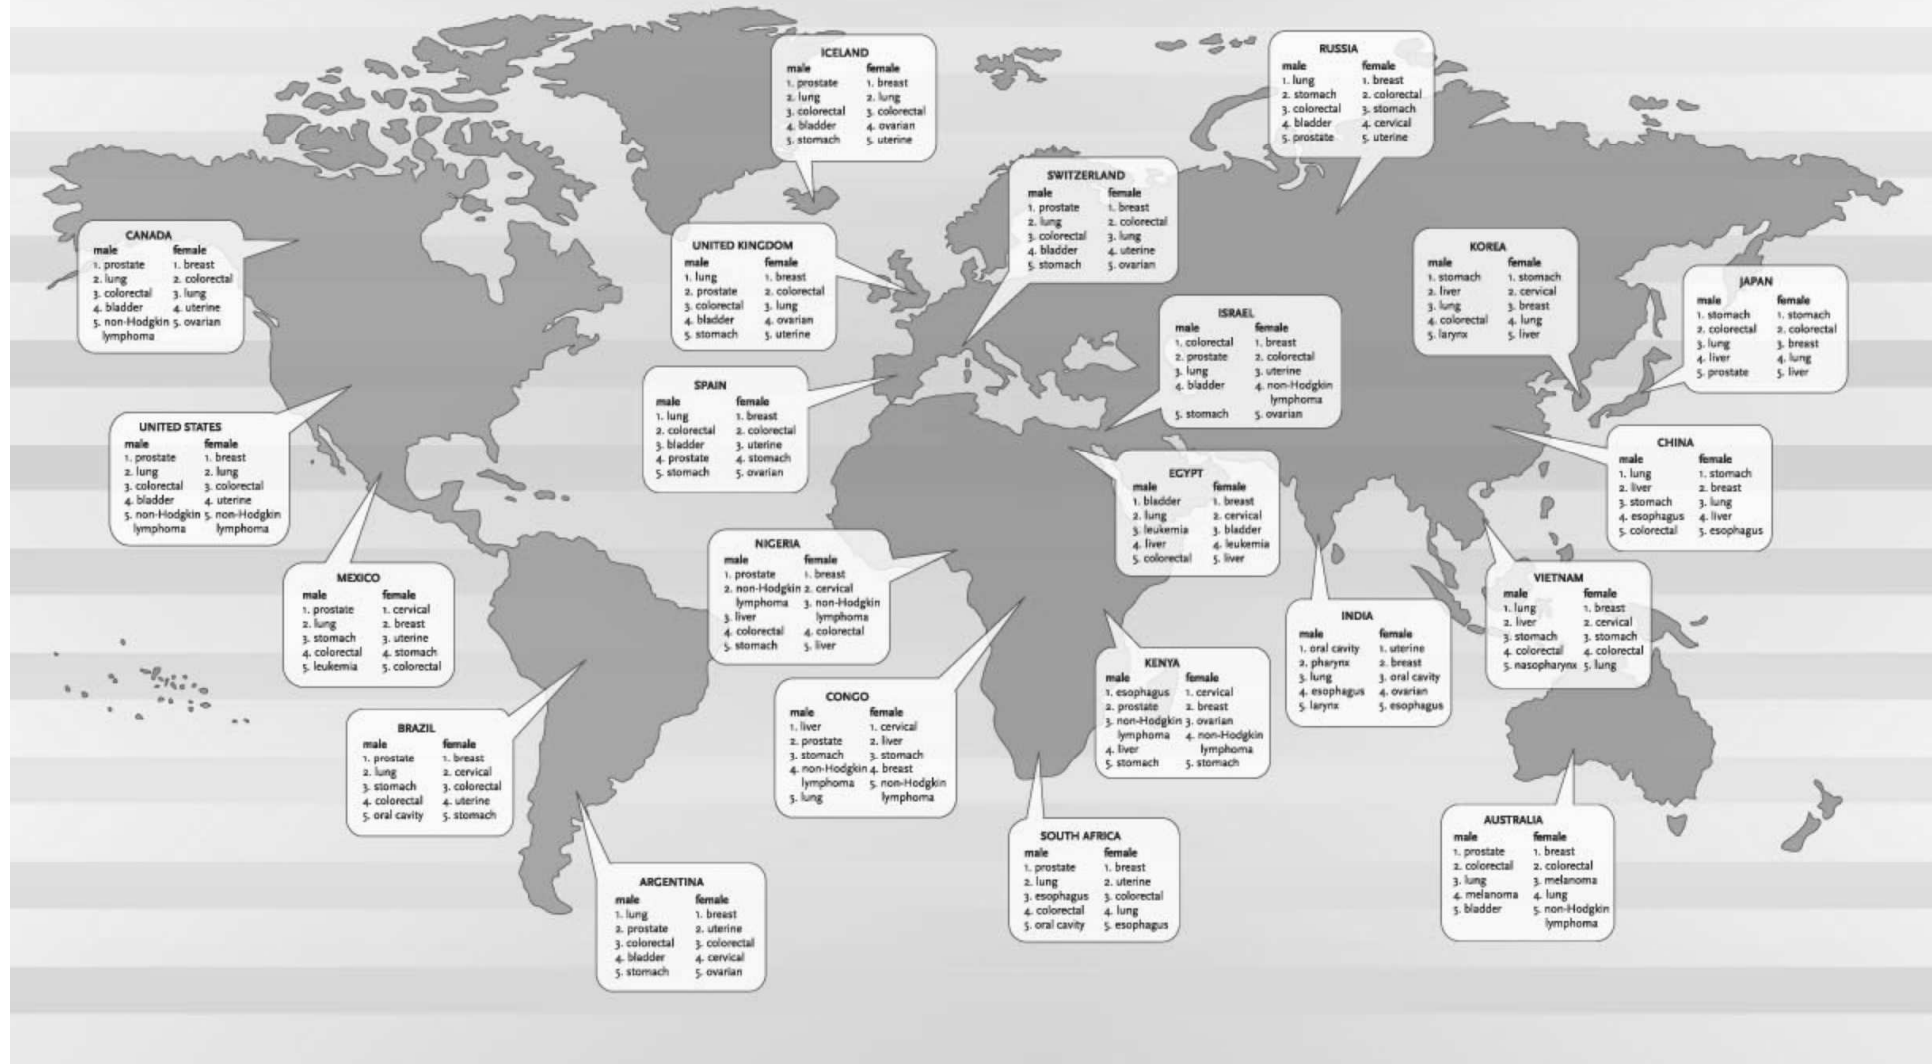 ICELAND
male female
1. prostate 1. breast
2. lung 2. lung
3. colorectal 3. colorectal
4. bladder 4. ovarian
5. stomach 5. uterine
RUSSIA
male female
1. lung 1. breast
2. stomach 2. colorectal
3. colorectal 3. stomach
4. bladder 4. cervical
5. prostate 5. uterine
SWITZERLAND
male female
1. prostate 1. breast
2. lung 2. colorectal
3. colorectal 3. lung
4. bladder 4. uterine
5. stomach 5. ovarian
CANADA
male female
1. prostate 1. breast
2. lung 2. colorectal
3. colorectal 3. lung
4. bladder 4. uterine
5. non-Hodgkin 5. ovarian
lymphoma
UNITED KINGDOM
male female
1. lung 1. breast
2. prostate 2. colorectal
3. colorectal 3. lung
4. bladder 4. ovarian
5. stomach 5. uterine
KOREA
male female
1. stomach 1. stomach
2. liver 2. cervical
3. lung 3. breast
4. colorectal 4. lung
5. larynx 5. liver
JAPAN
male female
1. stomach 1. stomach
2. colorectal 2. colorectal
3. lung 3. breast
4. liver 4. lung
5. prostate 5. liver
ISRAEL
male female
1. colorectal 1. breast
2. prostate 2. colorectal
3. lung 3. uterine
4. bladder 4. non-Hodgkin
lymphoma
5. stomach 5. ovarian
SPAIN
male female
1. lung 1. breast
2. colorectal 2. colorectal
3. bladder 3. uterine
4. prostate 4. stomach
5. stomach 5. ovarian
UNITED STATES
male female
1. prostate 1. breast
2. lung 2. lung
3. colorectal 3. colorectal
4. bladder 4. uterine
5. non-Hodgkin 5. non-Hodgkin
lymphoma lymphoma
CHINA
male female
1. lung 1. stomach
2. liver 2. breast
3. stomach 3. lung
4. esophagus 4. liver
5. colorectal 5. esophagus
EGYPT
male female
1. bladder 1. breast
2. lung 2. cervical
3. leukemia 3. bladder
4. liver 4. leukemia
5. colorectal 5. liver
NIGERIA
male female
1. prostate 1. breast
2. non-Hodgkin 2. cervical
lymphoma 3. non-Hodgkin
3. liver lymphoma
4. colorectal 4. colorectal
5. stomach 5. liver
MEXICO
male female
1. prostate 1. cervical
2. lung 2. breast
3. stomach 3. uterine
4. colorectal 4. stomach
5. leukemia 5. colorectal
VIETNAM
male female
1. lung 1. breast
2. liver 2. cervical
3. stomach 3. stomach
4. colorectal 4. colorectal
5. nasopharynx 5. lung
INDIA
male female
1. oral cavity 1. uterine
2. pharynx 2. breast
3. lung 3. oral cavity
4. esophagus 4. ovarian
5. larynx 5. esophagus
KENYA
male female
1. esophagus 1. cervical
2. prostate 2. breast
3. non-Hodgkin 3. ovarian
lymphoma 4. non-Hodgkin
4. liver lymphoma
5. stomach 5. stomach
CONGO
male female
1. liver 1. cervical
2. prostate 2. liver
3. stomach 3. stomach
4. non-Hodgkin 4. breast
lymphoma 5. non-Hodgkin
5. lung lymphoma
BRAZIL
male female
1. prostate 1. breast
2. lung 2. cervical
3. stomach 3. colorectal
4. colorectal 4. uterine
5. oral cavity 5. stomach
AUSTRALIA
male female
1. prostate 1. breast
2. colorectal 2. colorectal
3. lung 3. melanoma
4. melanoma 4. lung
5. bladder 5. non-Hodgkin
lymphoma
SOUTH AFRICA
male female
1. prostate 1. breast
2. lung 2. uterine
3. esophagus 3. colorectal
4. colorectal 4. lung
5. oral cavity 5. esophagus
ARGENTINA
male female
1. lung 1. breast
2. prostate 2. uterine
3. colorectal 3. colorectal
4. bladder 4. cervical
5. stomach 5. ovarian